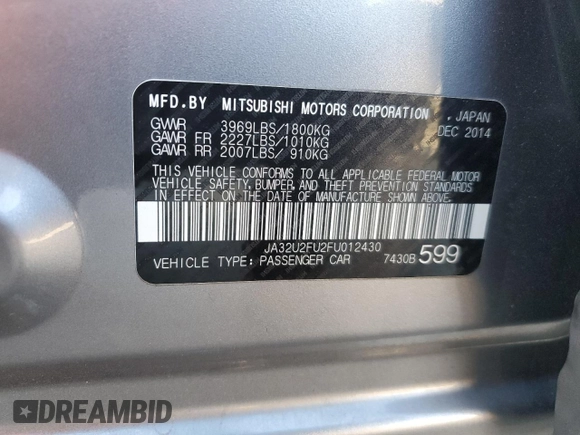 MFD.BY MITSUBISHI MOTORS CORPORATION , JAPAN
GVWR 3969LBS/1800KG DEC 2014
GAWR FR 2227LBS/1010KG
GAWR RR 2007LBS/ 910KG
THIS VEHICLE CONFORMS TO ALL APPLICABLE FEDERAL MOTOR
VEHICLE SAFETY, BUMPER, AND THEFT PREVENTION STANDARDS
IN EFFECT ON THE DATE OF MANUFACTURE SHOWN ABOVE.
JA32U2FU2FU012430
VEHICLE TYPE: PASSENGER CAR 7430B 599
DREAMBID